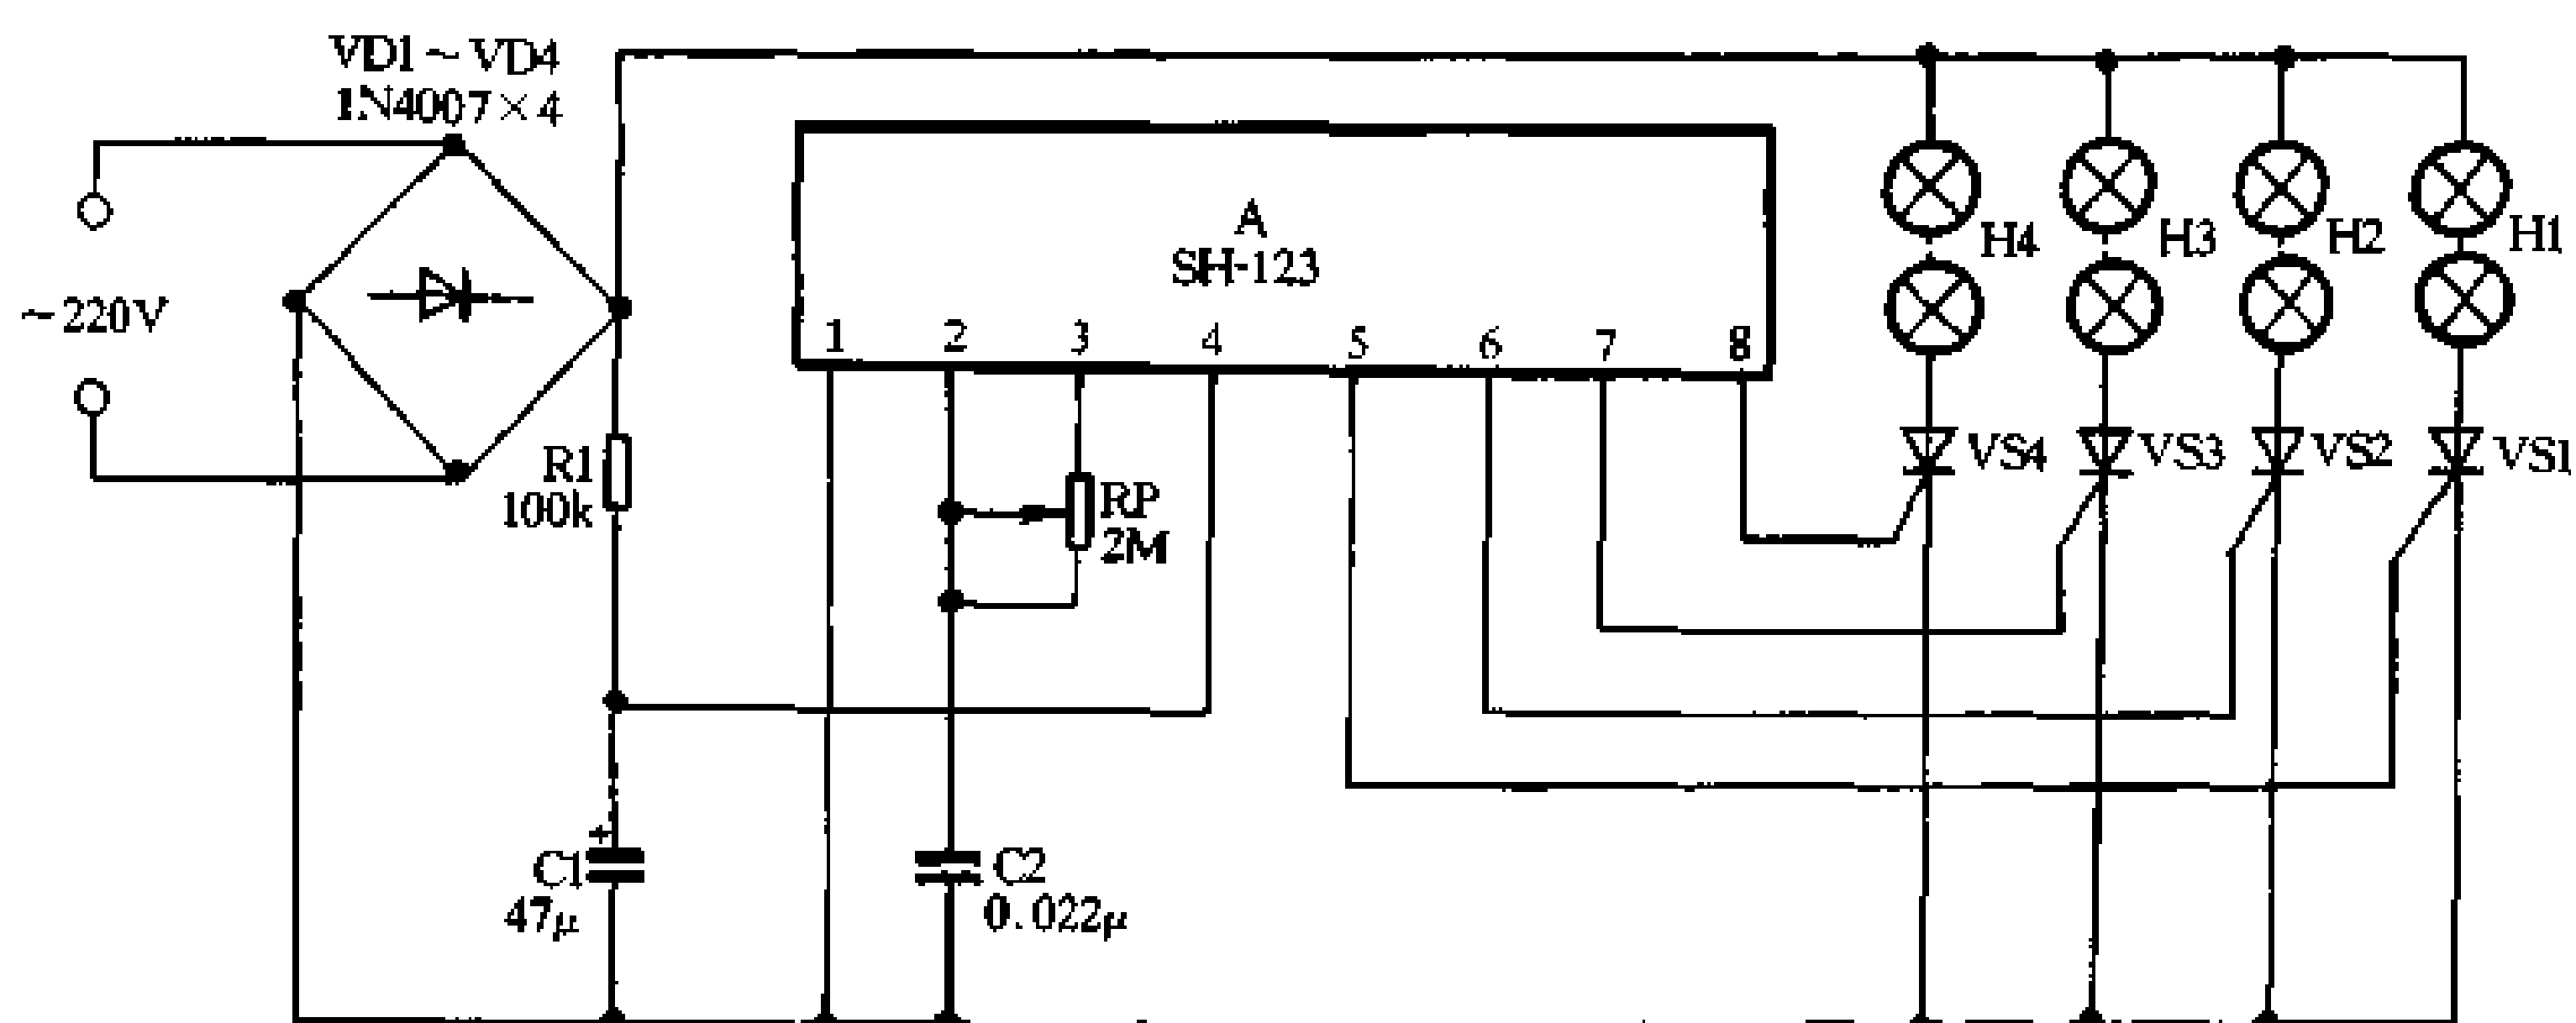 VD1～VD4
1N4007×4
～220V
A
SH-123
1 2 3 4 5 6 7 8
H4 H3 H2 H1
VS4 VS3 VS2 VS1
R1
100k
RP
2M
+
C1
47μ
C2
0.022μ